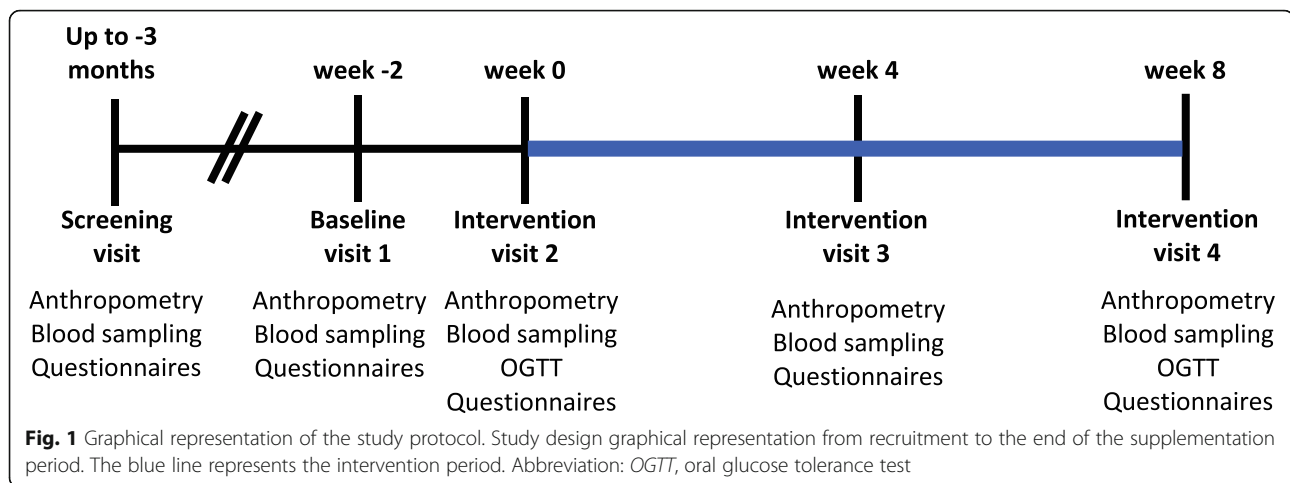 Up to -3
months
week -2
week 0
week 4
week 8
Screening
visit
Baseline
visit 1
Intervention
visit 2
Intervention
visit 3
Intervention
visit 4
Anthropometry
Blood sampling
Questionnaires
Anthropometry
Blood sampling
Questionnaires
Anthropometry
Blood sampling
OGTT
Questionnaires
Anthropometry
Blood sampling
Questionnaires
Anthropometry
Blood sampling
OGTT
Questionnaires
Fig. 1 Graphical representation of the study protocol. Study design graphical representation from recruitment to the end of the supplementation
period. The blue line represents the intervention period. Abbreviation: OGTT, oral glucose tolerance test